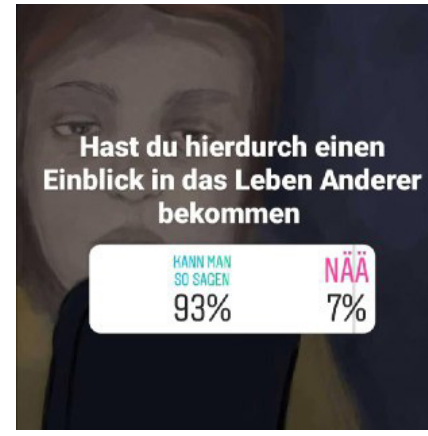 Hast du hierdurch einen
Einblick in das Leben Anderer
bekommen
KANN MAN
SO SAGEN
93%
NÄÄ
7%